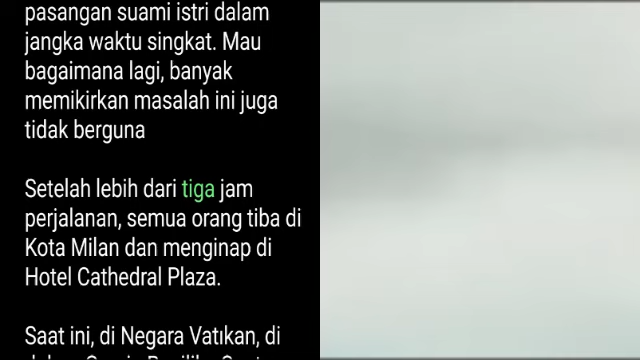 pasangan suami istri dalam
jangka waktu singkat. Mau
bagaimana lagi, banyak
memikirkan masalah ini juga
tidak berguna
Setelah lebih dari tiga jam
perjalanan, semua orang tiba di
Kota Milan dan menginap di
Hotel Cathedral Plaza.
Saat ini, di Negara Vatikan, di